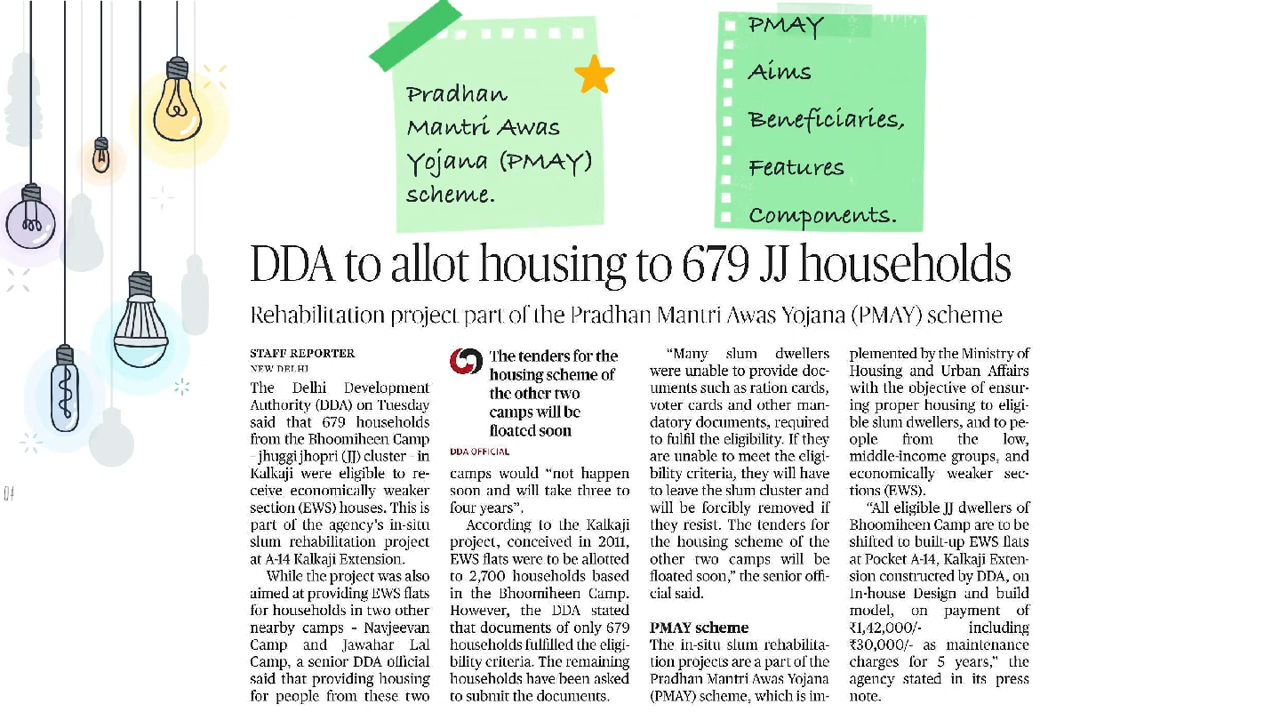 Pradhan
Mantri Awas
Yojana (PMAY)
scheme.
PMAY
Aims
Beneficiaries,
Features
Components.
DDA to allot housing to 679 JJ households
Rehabilitation project part of the Pradhan Mantri Awas Yojana (PMAY) scheme
STAFF REPORTER
NEW DELHI
The Delhi Development
Authority (DDA) on Tuesday
said that 679 households
from the Bhoomiheen Camp
- jhuggi jhopri (JJ) cluster - in
Kalkaji were eligible to re-
ceive economically weaker
section (EWS) houses. This is
part of the agency's in-situ
slum rehabilitation project
at A-14 Kalkaji Extension.
While the project was also
aimed at providing EWS flats
for households in two other
nearby camps - Navjeevan
Camp and Jawahar Lal
Camp, a senior DDA official
said that providing housing
for people from these two
The tenders for the
housing scheme of
the other two
camps will be
floated soon
DDA OFFICIAL
camps would “not happen
soon and will take three to
four years”.
According to the Kalkaji
project, conceived in 2011,
EWS flats were to be allotted
to 2,700 households based
in the Bhoomiheen Camp.
However, the DDA stated
that documents of only 679
households fulfilled the eligi-
bility criteria. The remaining
households have been asked
to submit the documents.
“Many slum dwellers
were unable to provide doc-
uments such as ration cards,
voter cards and other man-
datory documents, required
to fulfil the eligibility. If they
are unable to meet the eligi-
bility criteria, they will have
to leave the slum cluster and
will be forcibly removed if
they resist. The tenders for
the housing scheme of the
other two camps will be
floated soon,” the senior offi-
cial said.
PMAY scheme
The in-situ slum rehabilita-
tion projects are a part of the
Pradhan Mantri Awas Yojana
(PMAY) scheme, which is im-
plemented by the Ministry of
Housing and Urban Affairs
with the objective of ensur-
ing proper housing to eligi-
ble slum dwellers, and to pe-
ople from the low,
middle-income groups, and
economically weaker sec-
tions (EWS).
“All eligible JJ dwellers of
Bhoomiheen Camp are to be
shifted to built-up EWS flats
at Pocket A-14, Kalkaji Exten-
sion constructed by DDA, on
In-house Design and build
model, on payment of
₹1,42,000/- including
₹30,000/- as maintenance
charges for 5 years,” the
agency stated in its press
note.